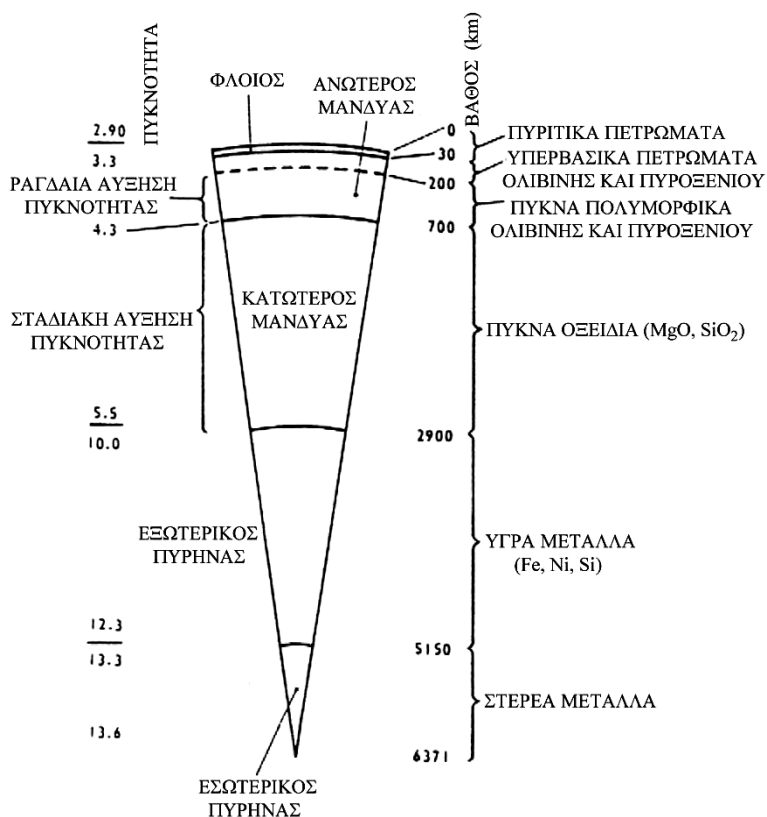 ΠΥΚΝΟΤΗΤΑ
ΒΑΘΟΣ (km)
ΦΛΟΙΟΣ
ΑΝΩΤΕΡΟΣ
ΜΑΝΔΥΑΣ
2.90
3.3
ΡΑΓΔΑΙΑ ΑΥΞΗΣΗ
ΠΥΚΝΟΤΗΤΑΣ
4.3
ΣΤΑΔΙΑΚΗ ΑΥΞΗΣΗ
ΠΥΚΝΟΤΗΤΑΣ
5.5
10.0
12.3
13.3
13.6
ΚΑΤΩΤΕΡΟΣ
ΜΑΝΔΥΑΣ
ΕΞΩΤΕΡΙΚΟΣ
ΠΥΡΗΝΑΣ
ΕΣΩΤΕΡΙΚΟΣ
ΠΥΡΗΝΑΣ
0
30
200
700
2900
5150
6371
ΠΥΡΙΤΙΚΑ ΠΕΤΡΩΜΑΤΑ
ΥΠΕΡΒΑΣΙΚΑ ΠΕΤΡΩΜΑΤΑ
ΟΛΙΒΙΝΗΣ ΚΑΙ ΠΥΡΟΞΕΝΙΟΥ
ΠΥΚΝΑ ΠΟΛΥΜΟΡΦΙΚΑ
ΟΛΙΒΙΝΗΣ ΚΑΙ ΠΥΡΟΞΕΝΙΟΥ
ΠΥΚΝΑ ΟΞΕΙΔΙΑ (MgO, SiO₂)
ΥΓΡΑ ΜΕΤΑΛΛΑ
(Fe, Ni, Si)
ΣΤΕΡΕΑ ΜΕΤΑΛΛΑ